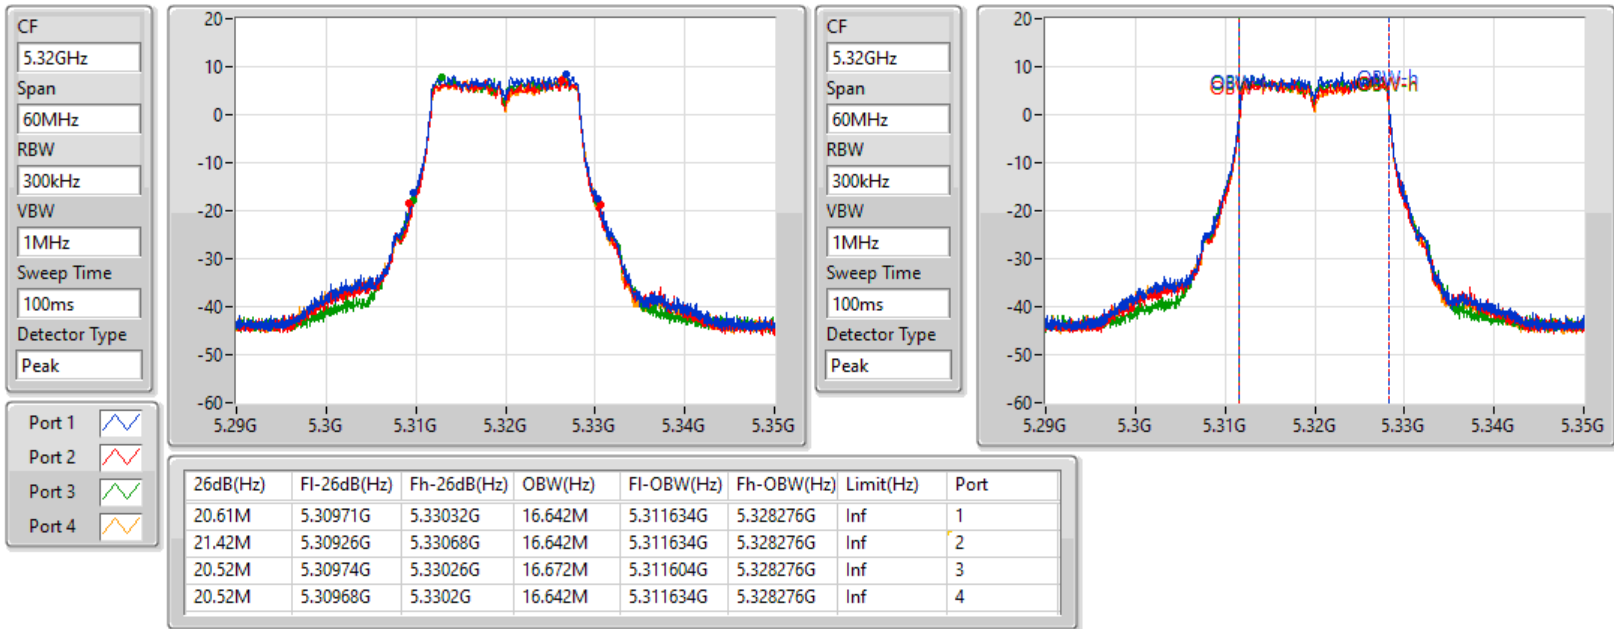 CF
5.32GHz
Span
60MHz
RBW
300kHz
VBW
1MHz
Sweep Time
100ms
Detector Type
Peak
20
10
0
-10
-20
-30
-40
-50
-60
5.29G 5.3G 5.31G 5.32G 5.33G 5.34G 5.35G
CF
5.32GHz
Span
60MHz
RBW
300kHz
VBW
1MHz
Sweep Time
100ms
Detector Type
Peak
20
10
0
-10
-20
-30
-40
-50
-60
OBW OBW-h
5.29G 5.3G 5.31G 5.32G 5.33G 5.34G 5.35G
Port 1
Port 2
Port 3
Port 4
26dB(Hz) Fl-26dB(Hz) Fh-26dB(Hz) OBW(Hz) Fl-OBW(Hz) Fh-OBW(Hz) Limit(Hz) Port
20.61M 5.30971G 5.33032G 16.642M 5.311634G 5.328276G Inf 1
21.42M 5.30926G 5.33068G 16.642M 5.311634G 5.328276G Inf 2
20.52M 5.30974G 5.33026G 16.672M 5.311604G 5.328276G Inf 3
20.52M 5.30968G 5.3302G 16.642M 5.311634G 5.328276G Inf 4